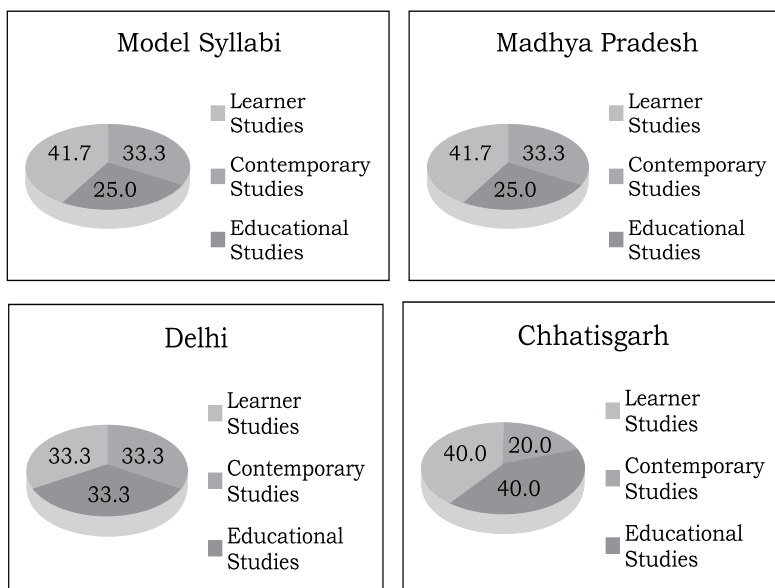 Model Syllabi
41.7
33.3
25.0
Learner
Studies
Contemporary
Studies
Educational
Studies
Madhya Pradesh
41.7
33.3
25.0
Learner
Studies
Contemporary
Studies
Educational
Studies
Delhi
33.3
33.3
33.3
Learner
Studies
Contemporary
Studies
Educational
Studies
Chhatisgarh
40.0
20.0
40.0
Learner
Studies
Contemporary
Studies
Educational
Studies